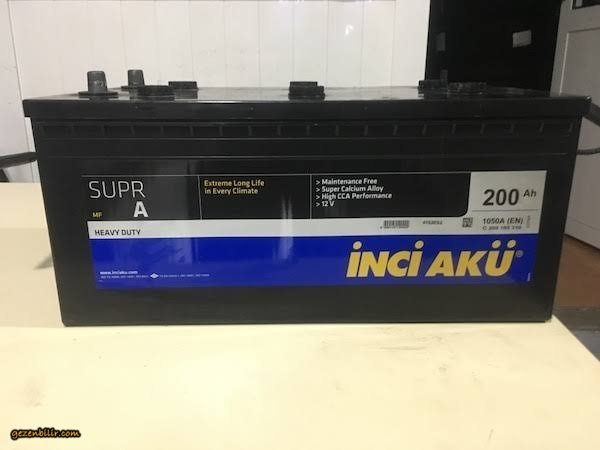 SUPR
A
MF
HEAVY DUTY
Extreme Long Life
in Every Climate
> Maintenance Free
> Super Calcium Alloy
> High CCA Performance
> 12 V
200 Ah
1050A (EN)
İNCİ AKÜ®
www.inciaku.com
gezenbilir.com